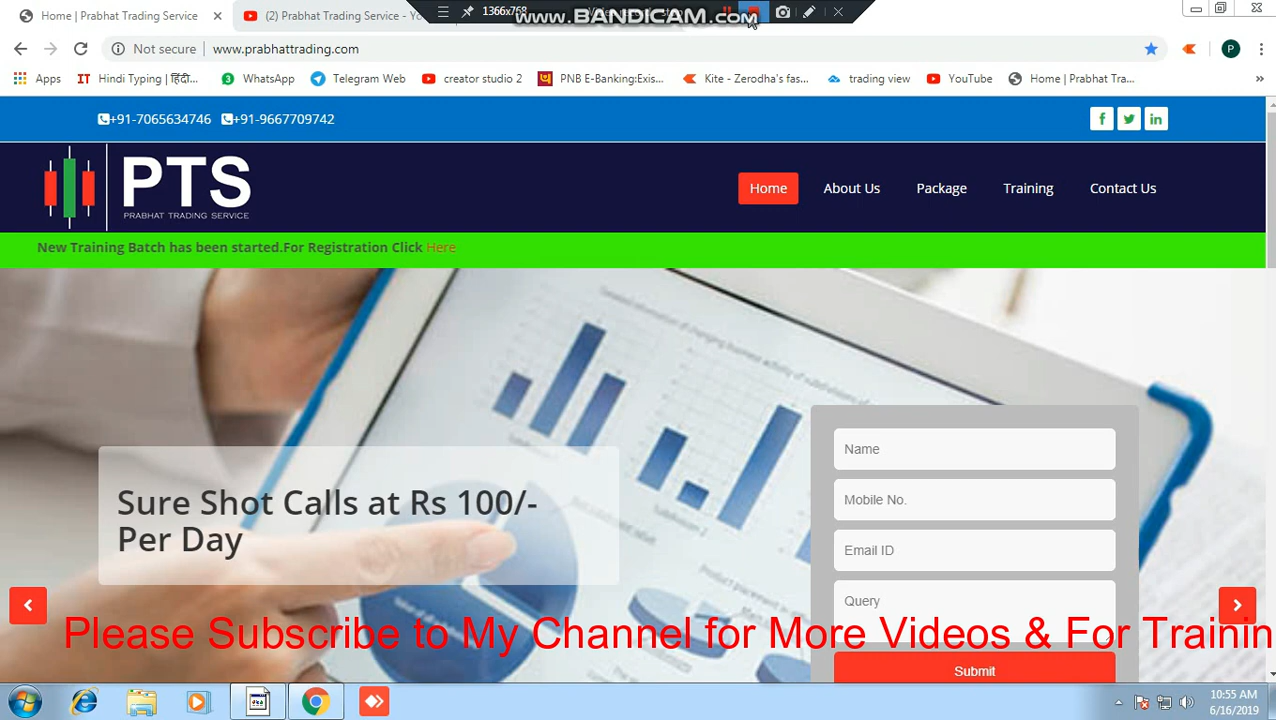 Home | Prabhat Trading Service
(2) Prabhat Trading Service - Yo
1366x768
www.BANDICAM.com
Not secure
www.prabhattrading.com
P
Apps
IT Hindi Typing | हिंदी...
3 WhatsApp
Telegram Web
creator studio 2
PNB E-Banking:Exis...
Kite - Zerodha's fas...
trading view
YouTube
Home | Prabhat Tra...
»
+91-7065634746
+91-9667709742
PTS
PRABHAT TRADING SERVICE
Home
About Us
Package
Training
Contact Us
New Training Batch has been started.For Registration Click Here
Sure Shot Calls at Rs 100/-
Per Day
Name
Mobile No.
Email ID
Query
Please Subscribe to My Channel for More Videos & For Trainin
Submit
10:55 AM
6/16/2019